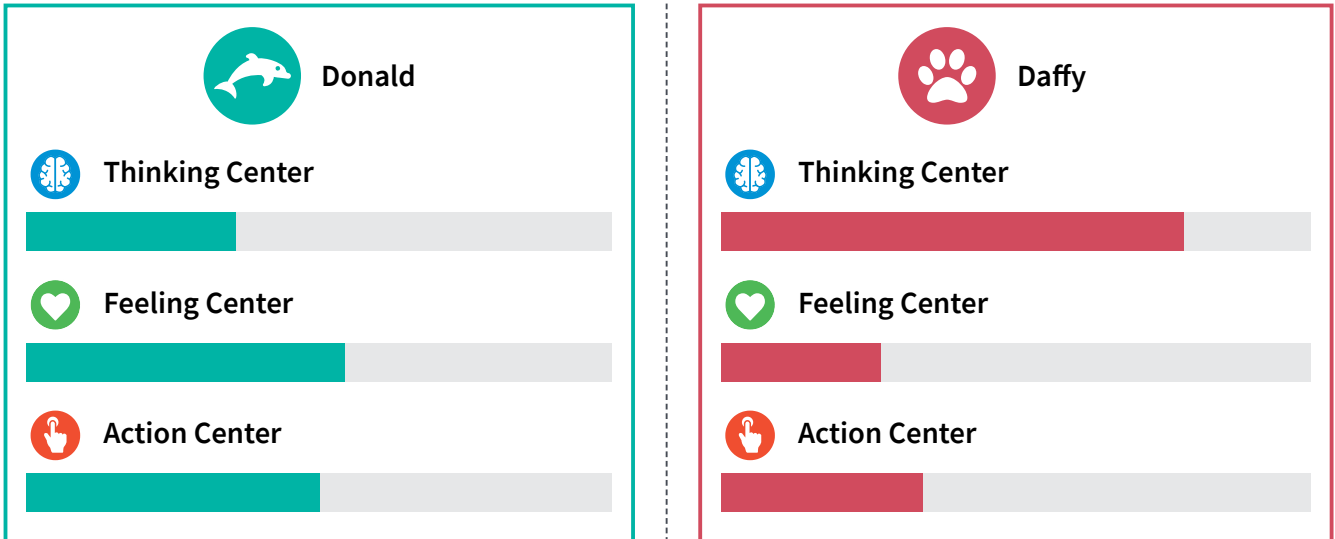 Donald
Thinking Center
Feeling Center
Action Center
Daffy
Thinking Center
Feeling Center
Action Center